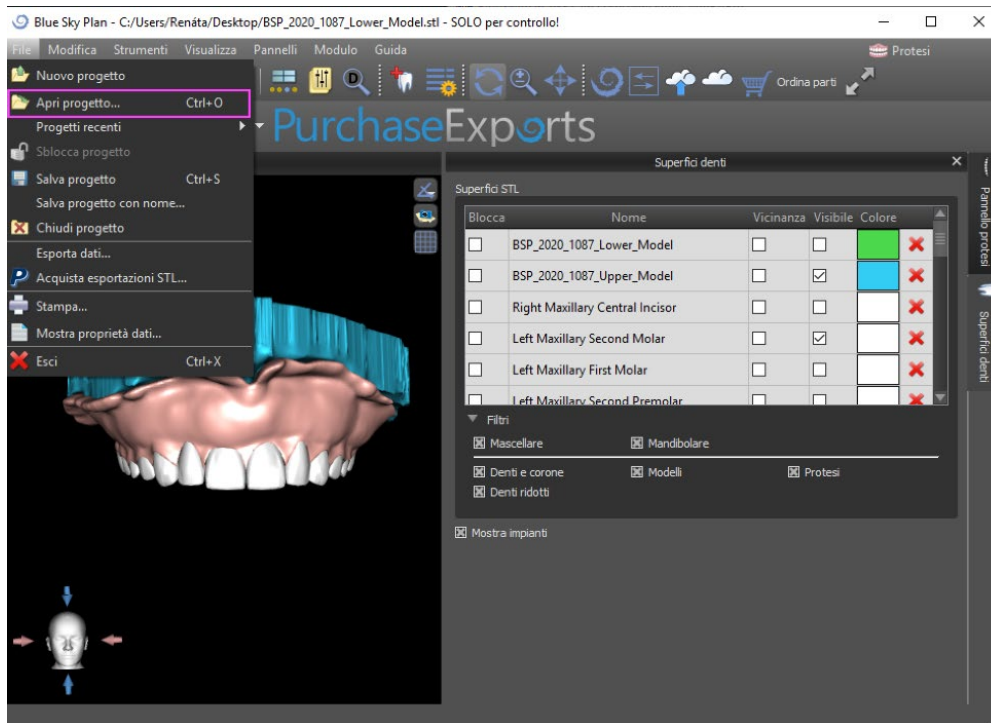 Blue Sky Plan - C:/Users/Renáta/Desktop/BSP_2020_1087_Lower_Model.stl - SOLO per controllo!
File Modifica Strumenti Visualizza Pannelli Modulo Guida
Protesi
Nuovo progetto
Apri progetto... Ctrl+O
Progetti recenti
Sblocca progetto
Salva progetto Ctrl+S
Salva progetto con nome...
Chiudi progetto
Esporta dati...
Acquista esportazioni STL...
Stampa...
Mostra proprietà dati...
Esci Ctrl+X
Ordina parti
PurchaseExports
Superfici denti
Superfici STL
Blocca Nome Vicinanza Visibile Colore
BSP_2020_1087_Lower_Model
BSP_2020_1087_Upper_Model
Right Maxillary Central Incisor
Left Maxillary Second Molar
Left Maxillary First Molar
Left Maxillary Second Premolar
Filtri
Mascellare Mandibolare
Denti e corone Modelli Protesi
Denti ridotti
Mostra impianti
Pannello protesi
Superfici denti